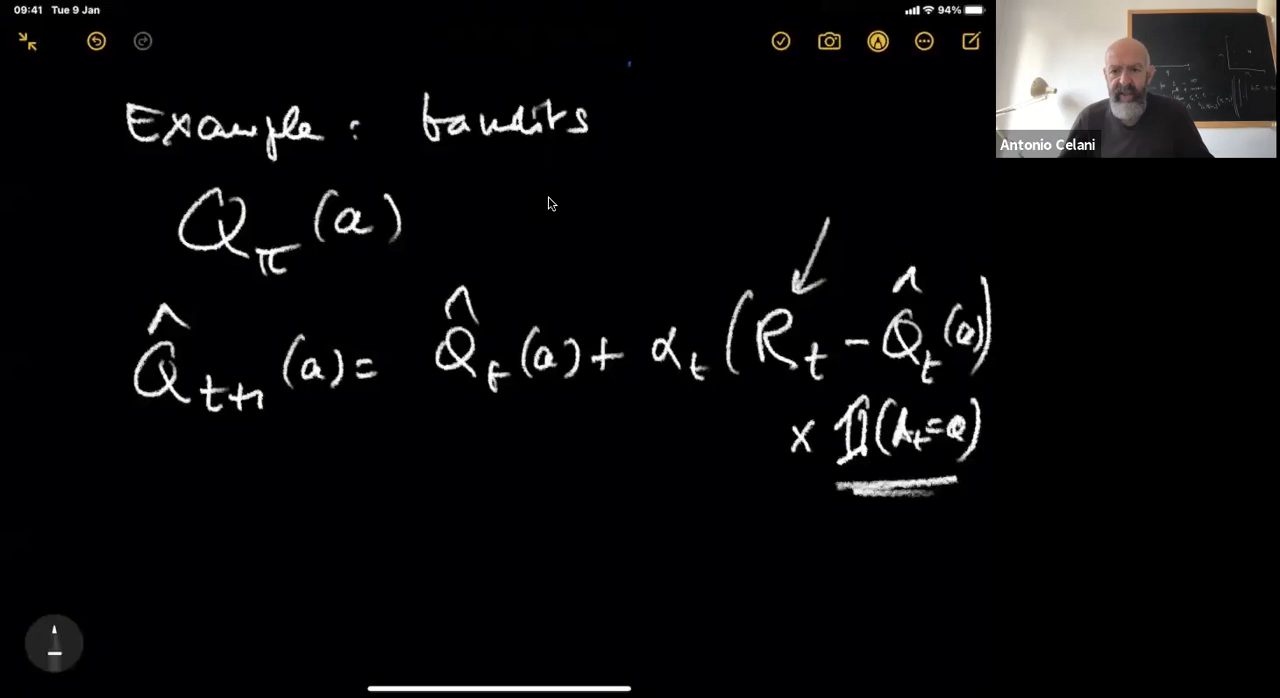 09:41 Tue 9 Jan
94%
Antonio Celani
Example: bandits
Q_π(a)
Q̂_{t+1}(a) = Q̂_t(a) + α_t(R_t − Q̂_t(a))
× 𝟙(A_t=a)